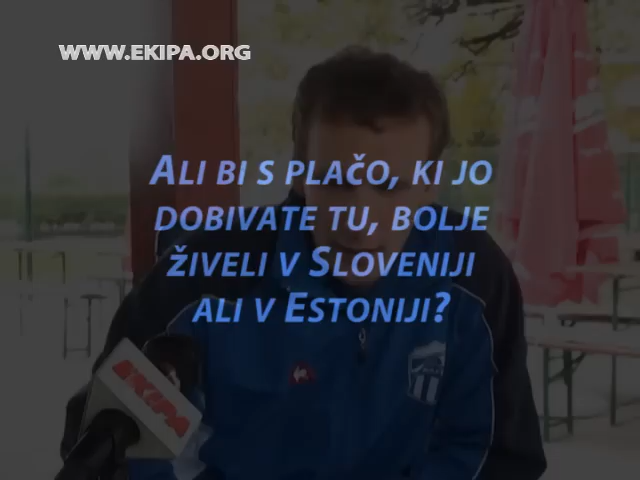 WWW.EKIPA.ORG
ALI BI S PLAČO, KI JO
DOBIVATE TU, BOLJE
ŽIVELI V SLOVENIJI
ALI V ESTONIJI?
EKIPA